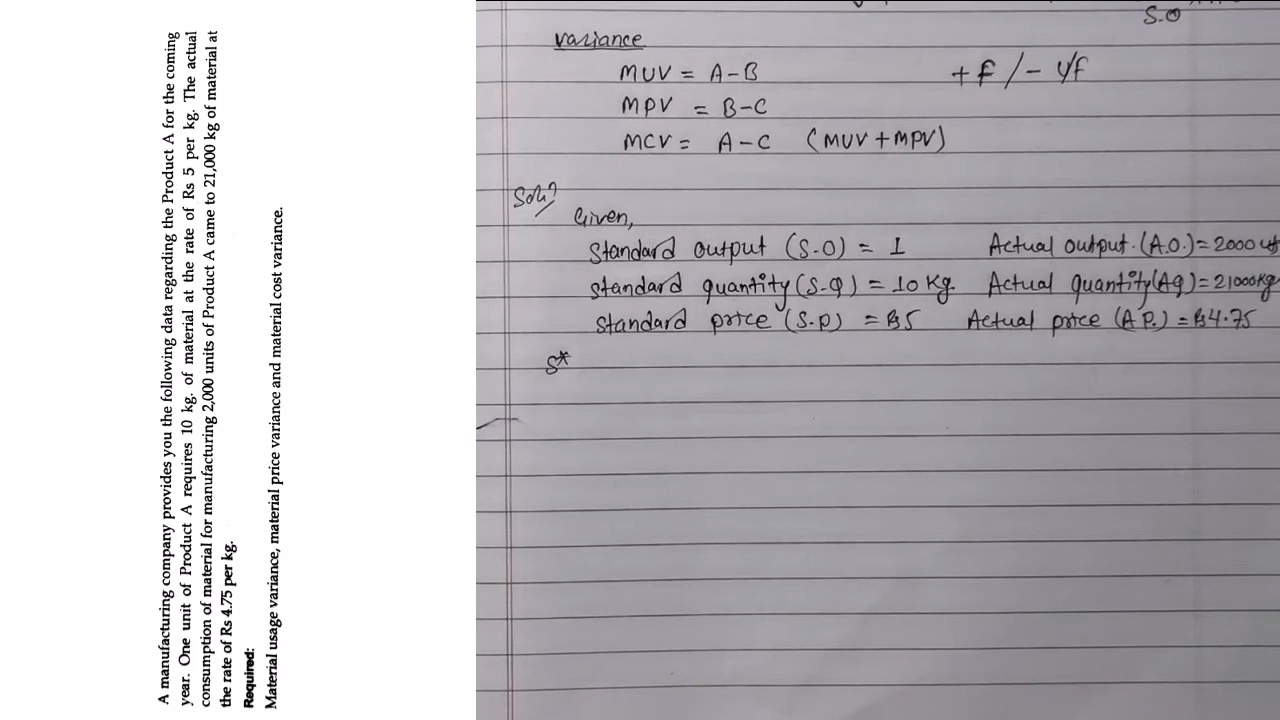 A manufacturing company provides you the following data regarding the Product A for the coming
year. One unit of Product A requires 10 kg. of material at the rate of Rs 5 per kg. The actual
consumption of material for manufacturing 2,000 units of Product A came to 21,000 kg of material at
the rate of Rs 4.75 per kg.
Required:
Material usage variance, material price variance and material cost variance.
S.O
variance
MUV = A-B +F/- U/F
MPV = B-C
MCV = A-C (MUV+MPV)
Soln
Given,
Standard output (S.O) = 1 Actual output.(A.O.)=2000
standard quantity (S.Q) = 10 Kg. Actual quantity(AQ)=21000Kg
Standard price (S.P) = Rs5 Actual price (A.P.) =Rs4.75
S*